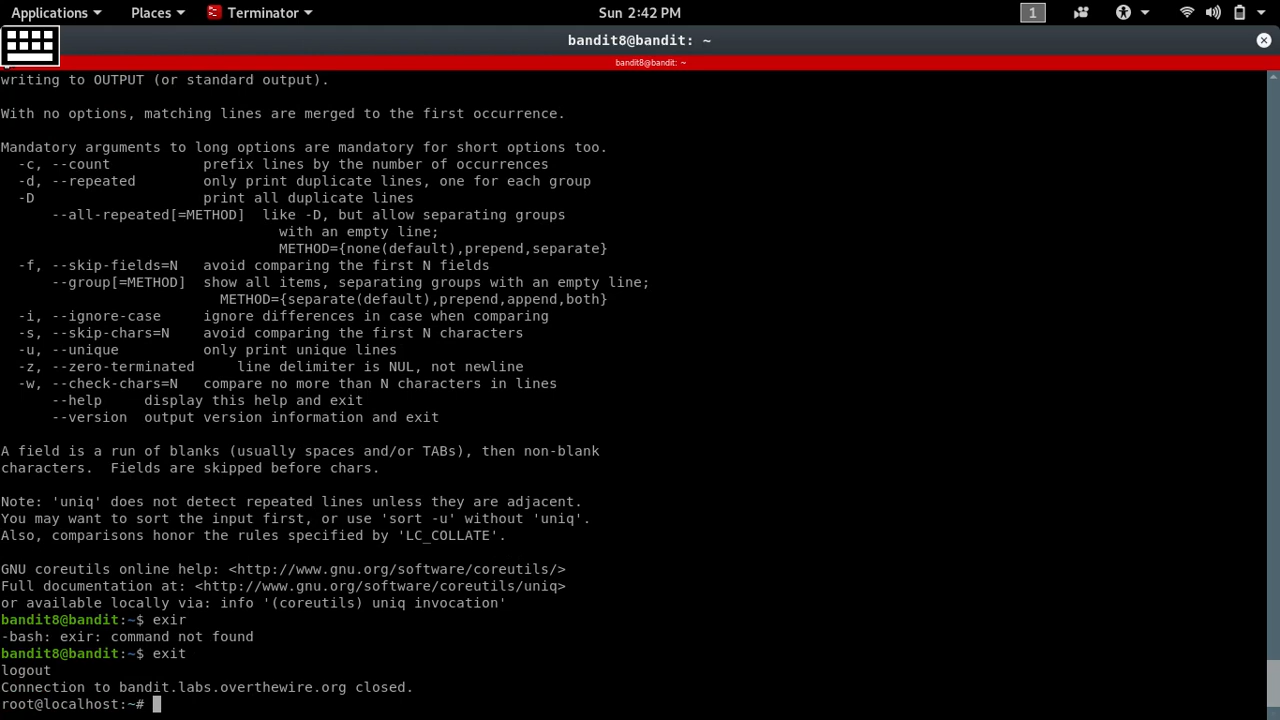 Applications Places Terminator Sun 2:42 PM 1
bandit8@bandit: ~
bandit8@bandit: ~
writing to OUTPUT (or standard output).
With no options, matching lines are merged to the first occurrence.
Mandatory arguments to long options are mandatory for short options too.
-c, --count prefix lines by the number of occurrences
-d, --repeated only print duplicate lines, one for each group
-D print all duplicate lines
--all-repeated[=METHOD] like -D, but allow separating groups
with an empty line;
METHOD={none(default),prepend,separate}
-f, --skip-fields=N avoid comparing the first N fields
--group[=METHOD] show all items, separating groups with an empty line;
METHOD={separate(default),prepend,append,both}
-i, --ignore-case ignore differences in case when comparing
-s, --skip-chars=N avoid comparing the first N characters
-u, --unique only print unique lines
-z, --zero-terminated line delimiter is NUL, not newline
-w, --check-chars=N compare no more than N characters in lines
--help display this help and exit
--version output version information and exit
A field is a run of blanks (usually spaces and/or TABs), then non-blank
characters. Fields are skipped before chars.
Note: 'uniq' does not detect repeated lines unless they are adjacent.
You may want to sort the input first, or use 'sort -u' without 'uniq'.
Also, comparisons honor the rules specified by 'LC_COLLATE'.
GNU coreutils online help: <http://www.gnu.org/software/coreutils/>
Full documentation at: <http://www.gnu.org/software/coreutils/uniq>
or available locally via: info '(coreutils) uniq invocation'
bandit8@bandit:~$ exir
-bash: exir: command not found
bandit8@bandit:~$ exit
logout
Connection to bandit.labs.overthewire.org closed.
root@localhost:~#